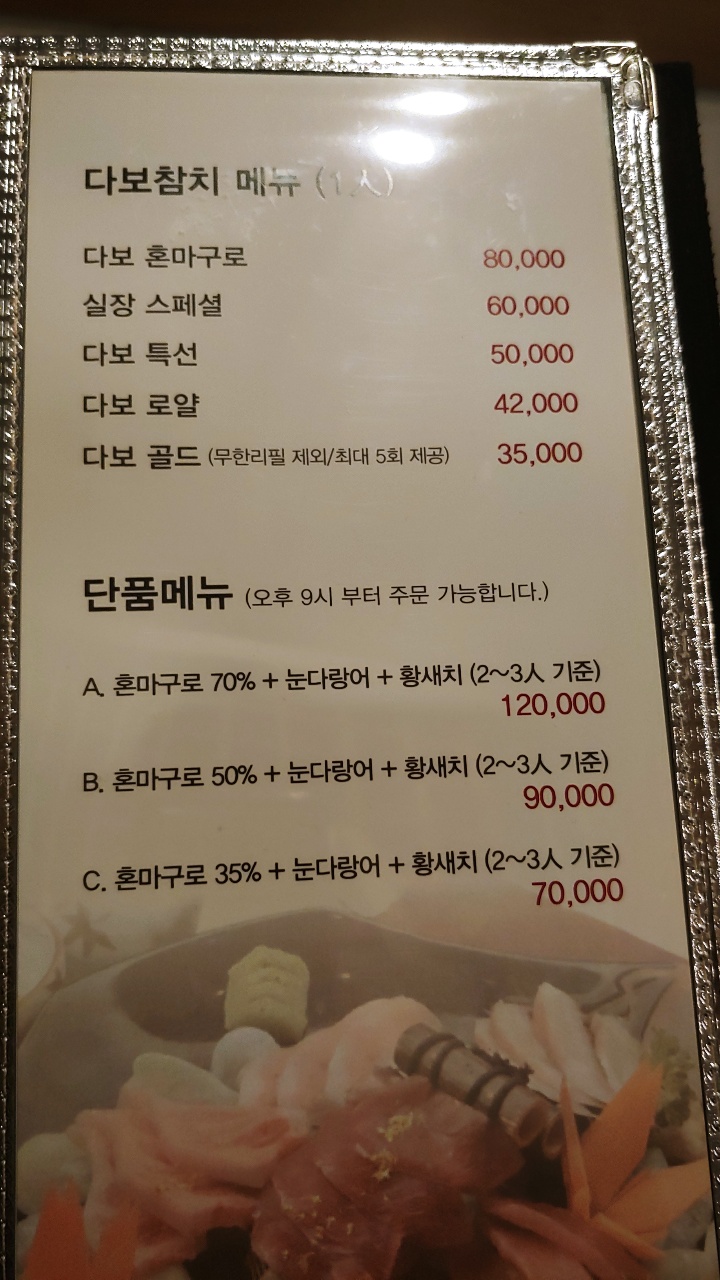 다보참치 메뉴 (1人)
다보 혼마구로 80,000
실장 스페셜 60,000
다보 특선 50,000
다보 로얄 42,000
다보 골드 (무한리필 제외/최대 5회 제공) 35,000
단품메뉴 (오후 9시 부터 주문 가능합니다.)
A. 혼마구로 70% + 눈다랑어 + 황새치 (2~3人 기준)
120,000
B. 혼마구로 50% + 눈다랑어 + 황새치 (2~3人 기준)
90,000
C. 혼마구로 35% + 눈다랑어 + 황새치 (2~3人 기준)
70,000